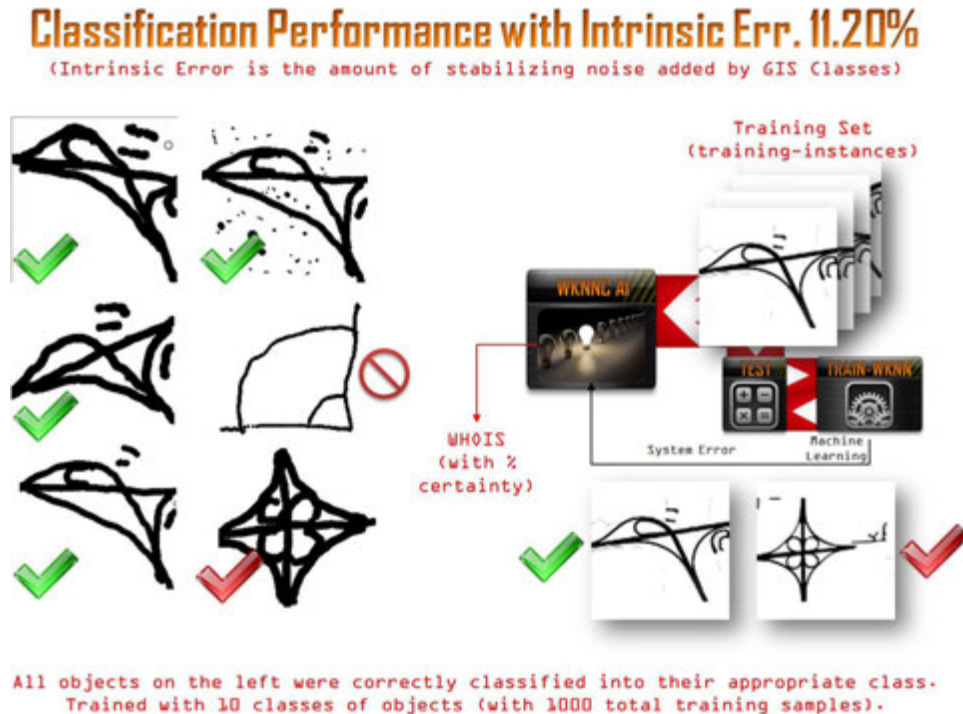 Classification Performance with Intrinsic Err. 11.20%
(Intrinsic Error is the amount of stabilizing noise added by GIS Classes)
Training Set
(training-instances)
WKNNC AI
TEST
TRAIN-WKNN
WHOIS
(with %
certainty)
System Error
Machine
Learning
All objects on the left were correctly classified into their appropriate class.
Trained with 10 classes of objects (with 1000 total training samples).